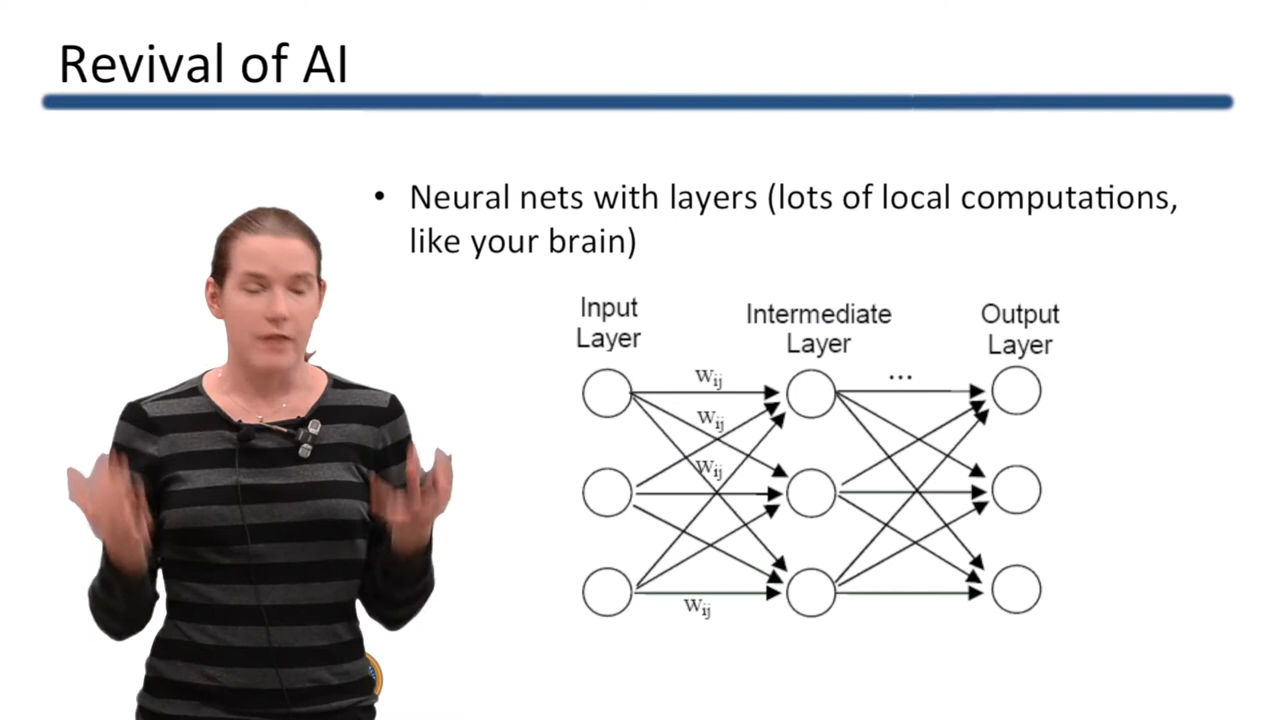 Revival of AI
• Neural nets with layers (lots of local computations,
like your brain)
Input
Layer
Intermediate
Layer
Output
Layer
Wij
...
Wij
Wij
Wij